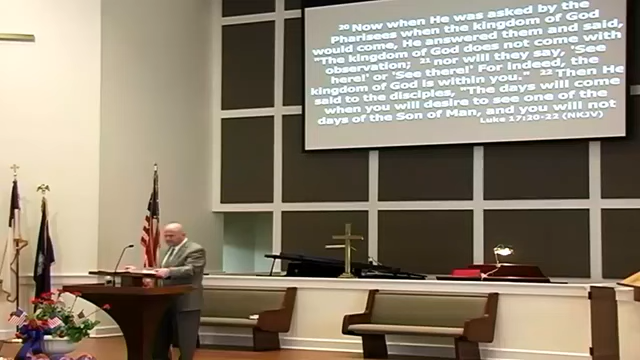 20 Now when He was asked by the
Pharisees when the kingdom of God
would come, He answered them and said,
"The kingdom of God does not come with
observation; 21 nor will they say, 'See
here!' or 'See there!' For indeed, the
kingdom of God is within you." 22 Then He
said to the disciples, "The days will come
when you will desire to see one of the
days of the Son of Man, and you will not
Luke 17:20-22 (NKJV)